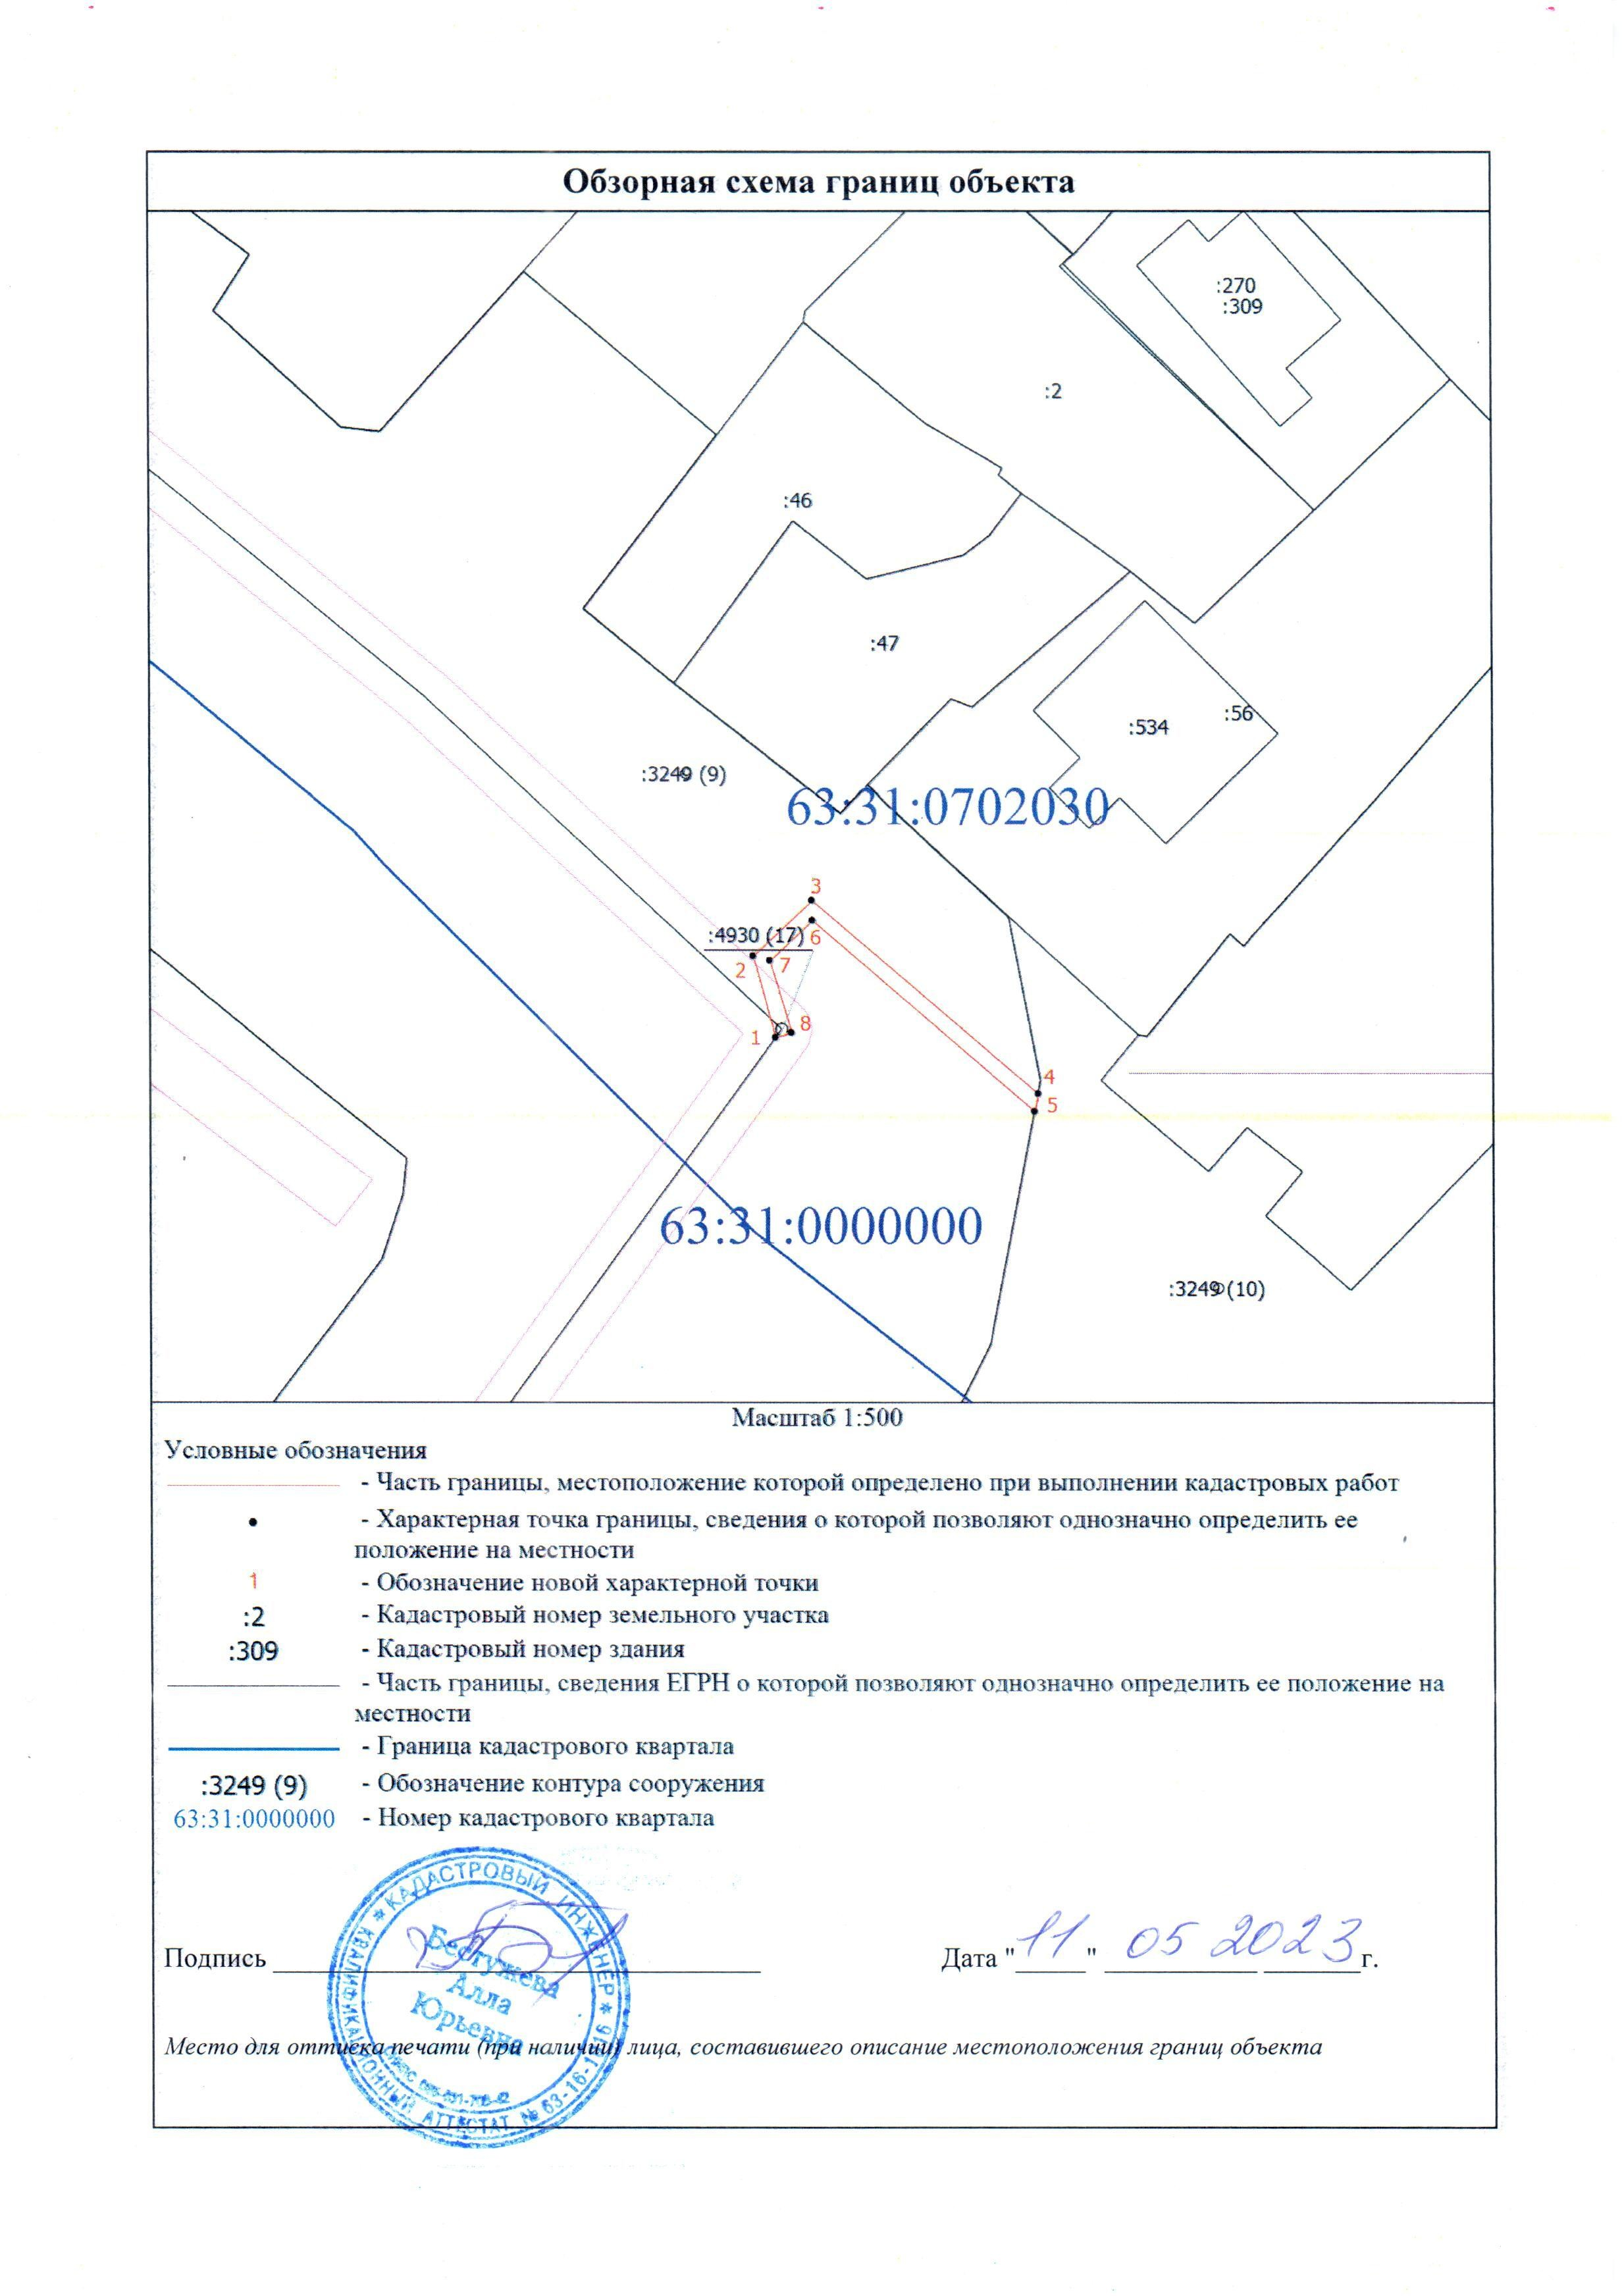 Обзорная схема границ объекта
:270
:309
:2
:46
:47
:56
:534
:3249 (9)
63:31:0702030
3
:4930 (17)
6
2
7
8
1
4
5
63:31:0000000
:3249 (10)
Масштаб 1:500
Условные обозначения
- Часть границы, местоположение которой определено при выполнении кадастровых работ
- Характерная точка границы, сведения о которой позволяют однозначно определить ее
положение на местности
1 - Обозначение новой характерной точки
:2 - Кадастровый номер земельного участка
:309 - Кадастровый номер здания
- Часть границы, сведения ЕГРН о которой позволяют однозначно определить ее положение на
местности
- Граница кадастрового квартала
:3249 (9) - Обозначение контура сооружения
63:31:0000000 - Номер кадастрового квартала
КАДАСТРОВЫЙ ИНЖЕНЕР
КВАЛИФИКАЦИОННЫЙ АТТЕСТАТ № 63-16-
Бестужева
Алла
Юрьевна
Подпись Дата "11" 05 2023 г.
Место для оттиска печати (при наличии) лица, составившего описание местоположения границ объекта